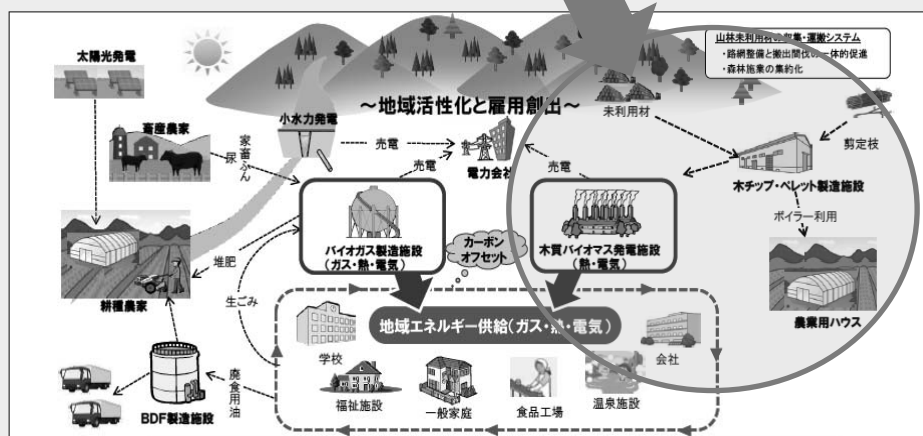 山林未利用材の収集・運搬システム
・路網整備と搬出間伐の一体的促進
・森林施業の集約化
太陽光発電
～地域活性化と雇用創出～
小水力発電
未利用材
剪定枝
畜産農家
家畜ふん
尿
売電
売電
電力会社
売電
木チップ・ペレット製造施設
ボイラー利用
バイオガス製造施設
(ガス・熱・電気)
カーボン
オフセット
木質バイオマス発電施設
(熱・電気)
堆肥
耕種農家
生ごみ
地域エネルギー供給(ガス・熱・電気)
農業用ハウス
学校
会社
福祉施設
一般家庭
食品工場
温泉施設
廃食用油
BDF製造施設